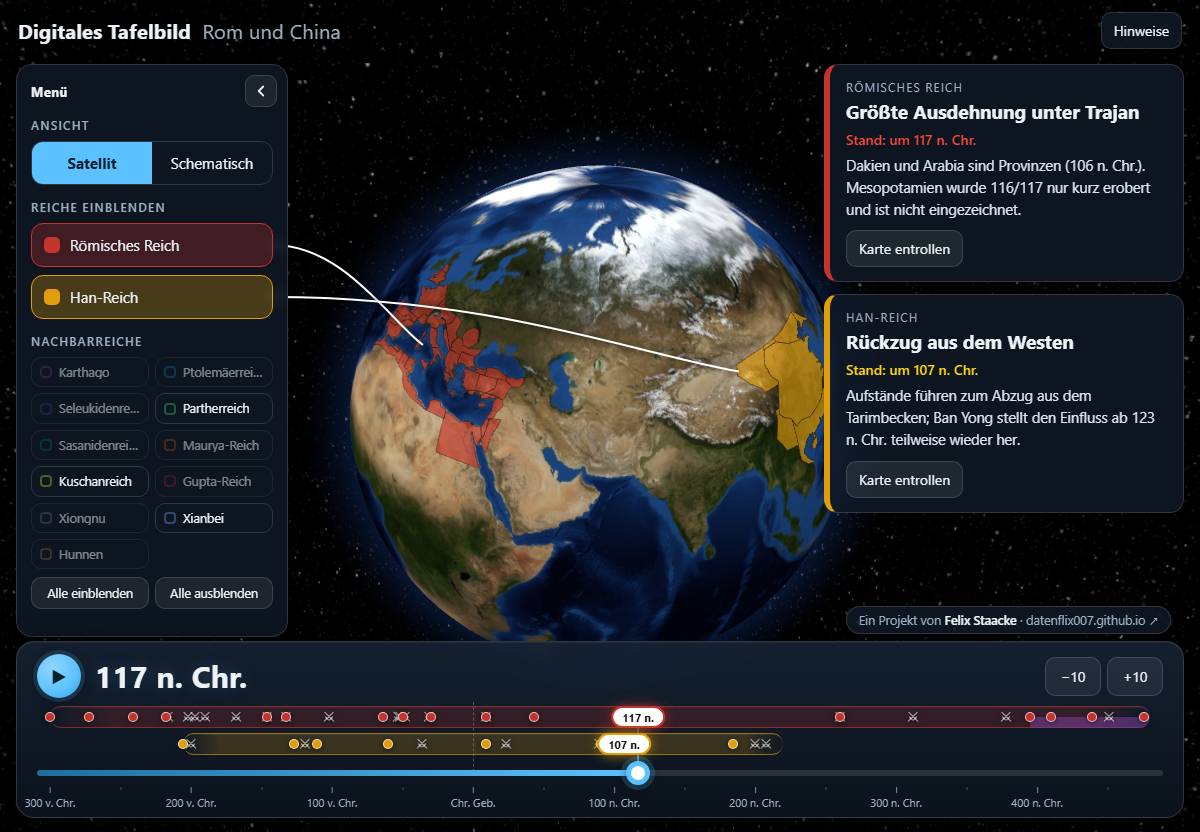 Digitales Tafelbild Rom und China
Hinweise
Menü
ANSICHT
Satellit
Schematisch
REICHE EINBLENDEN
Römisches Reich
Han-Reich
NACHBARREICHE
Karthago
Ptolemäerrei...
Seleukidenre...
Partherreich
Sasanidenrei...
Maurya-Reich
Kuschanreich
Gupta-Reich
Xiongnu
Xianbei
Hunnen
Alle einblenden
Alle ausblenden
RÖMISCHES REICH
Größte Ausdehnung unter Trajan
Stand: um 117 n. Chr.
Dakien und Arabia sind Provinzen (106 n. Chr.).
Mesopotamien wurde 116/117 nur kurz erobert
und ist nicht eingezeichnet.
Karte entrollen
HAN-REICH
Rückzug aus dem Westen
Stand: um 107 n. Chr.
Aufstände führen zum Abzug aus dem
Tarimbecken; Ban Yong stellt den Einfluss ab 123
n. Chr. teilweise wieder her.
Karte entrollen
Ein Projekt von Felix Staacke · datenflix007.github.io ↗
117 n. Chr.
−10
+10
117 n.
107 n.
300 v. Chr.
200 v. Chr.
100 v. Chr.
Chr. Geb.
100 n. Chr.
200 n. Chr.
300 n. Chr.
400 n. Chr.